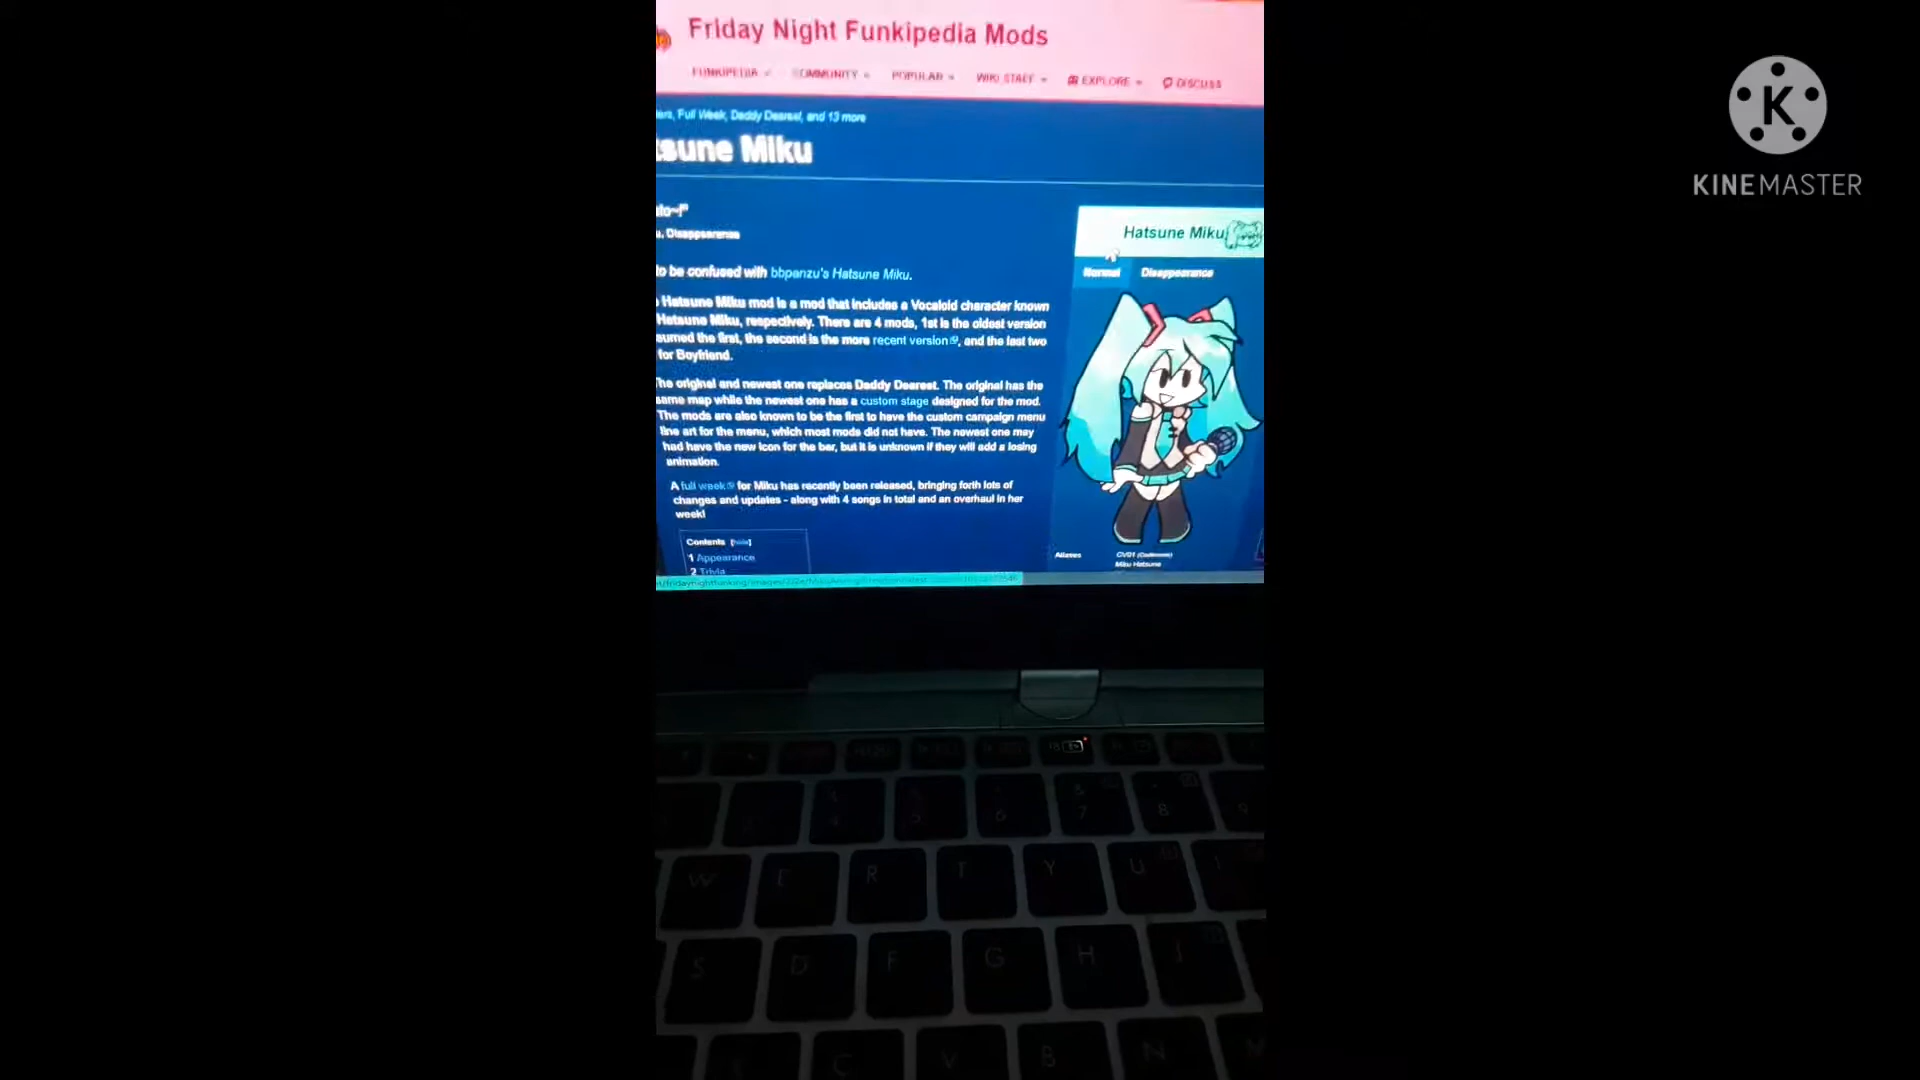 Friday Night Funkipedia Mods
FUNKIPEDIA COMMUNITY POPULAR WIKI STAFF EXPLORE DISCUSS
Full Week, Daddy Dearest, and 13 more
tsune Miku
Disappearance
to be confused with bbpanzu's Hatsune Miku.
Hatsune Miku mod is a mod that includes a Vocaloid character known
Hatsune Miku, respectively. There are 4 mods, 1st is the oldest version
sumed the first, the second is the more recent version, and the last two
for Boyfriend.
The original and newest one replaces Daddy Dearest. The original has the
same map while the newest one has a custom stage designed for the mod.
The mods are also known to be the first to have the custom campaign menu
line art for the menu, which most mods did not have. The newest one may
had have the new icon for the bar, but it is unknown if they will add a losing
animation.
A full week for Miku has recently been released, bringing forth lots of
changes and updates - along with 4 songs in total and an overhaul in her
week!
Contents [hide]
1 Appearance
2 Trivia
Hatsune Miku
Normal Disappearance
Aliases CV01 (Codename)
Miku Hatsune
K
KINEMASTER
6 7 8 9
W E R T Y U I
S D F G H J
C V B N M